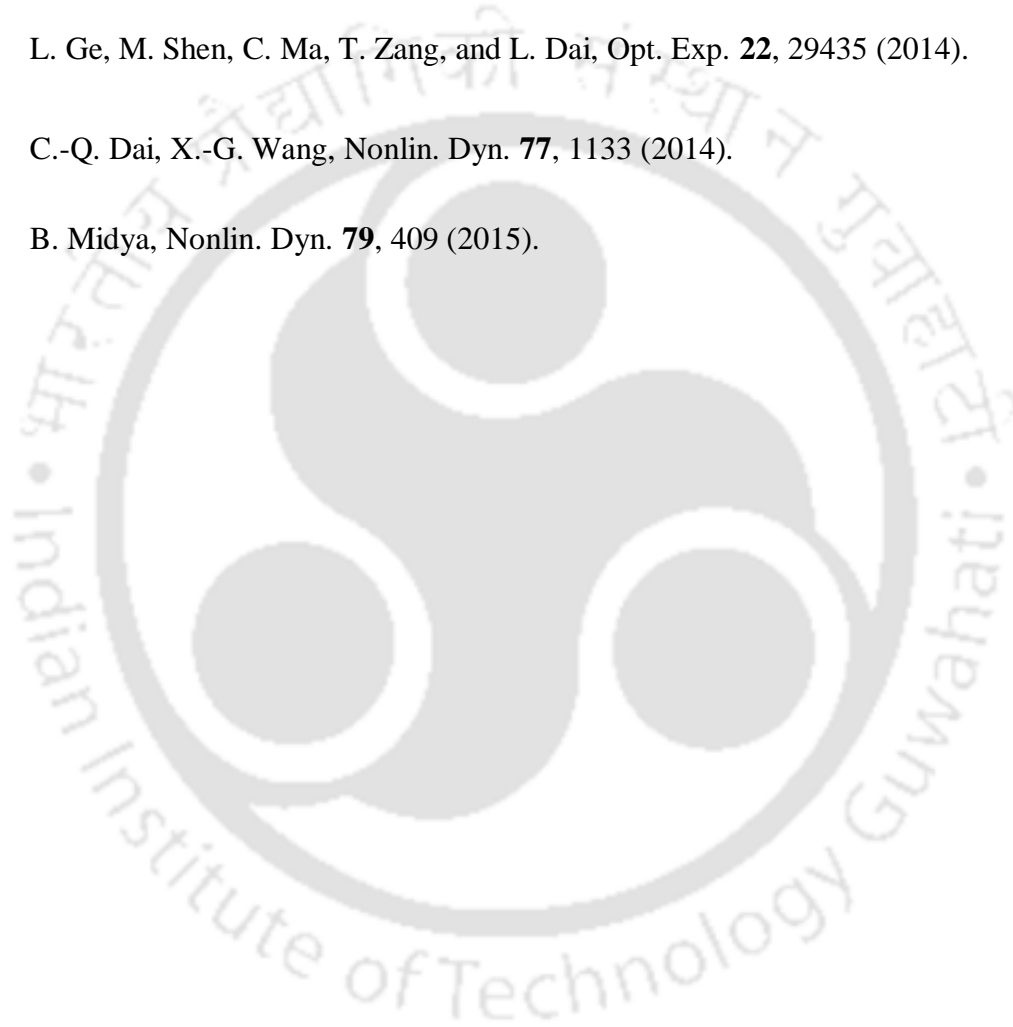 L. Ge, M. Shen, C. Ma, T. Zang, and L. Dai, Opt. Exp. 22, 29435 (2014).
C.-Q. Dai, X.-G. Wang, Nonlin. Dyn. 77, 1133 (2014).
B. Midya, Nonlin. Dyn. 79, 409 (2015).
भारतीय प्रौद्योगिकी संस्थान गुवाहाटी
Indian Institute of Technology Guwahati